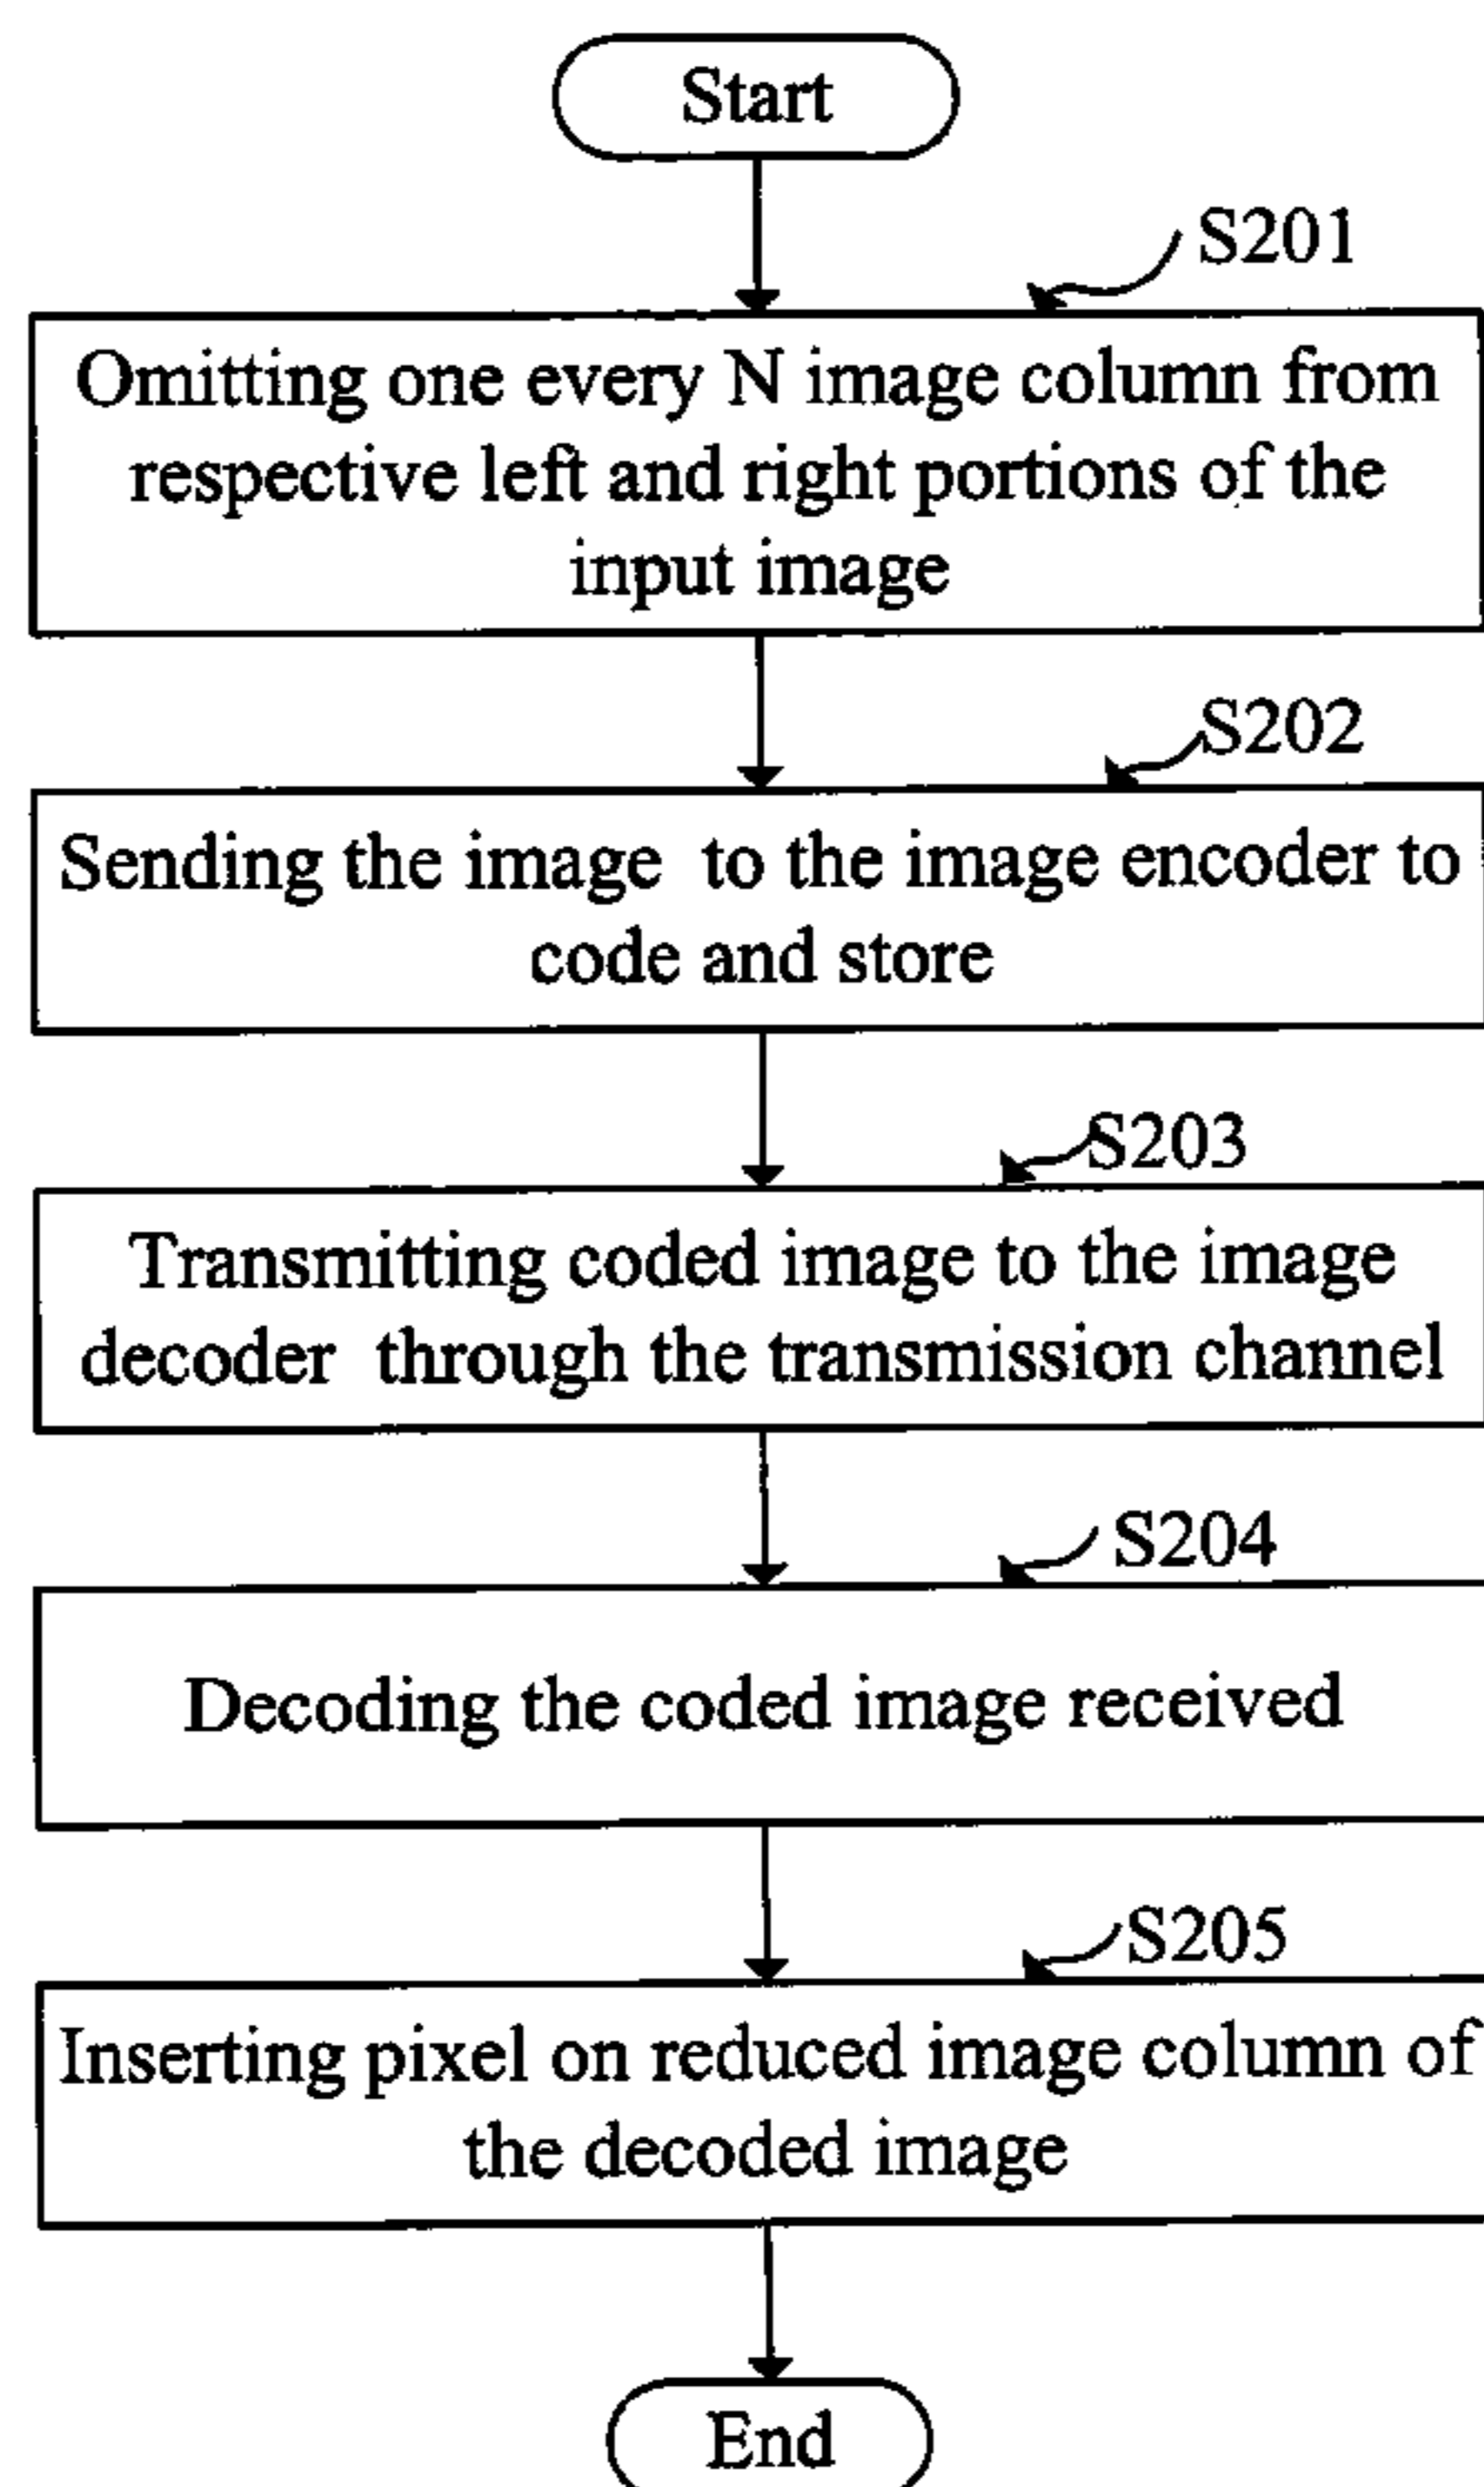 Start
S201
Omitting one every N image column from
respective left and right portions of the
input image
S202
Sending the image to the image encoder to
code and store
S203
Transmitting coded image to the image
decoder through the transmission channel
S204
Decoding the coded image received
S205
Inserting pixel on reduced image column of
the decoded image
End